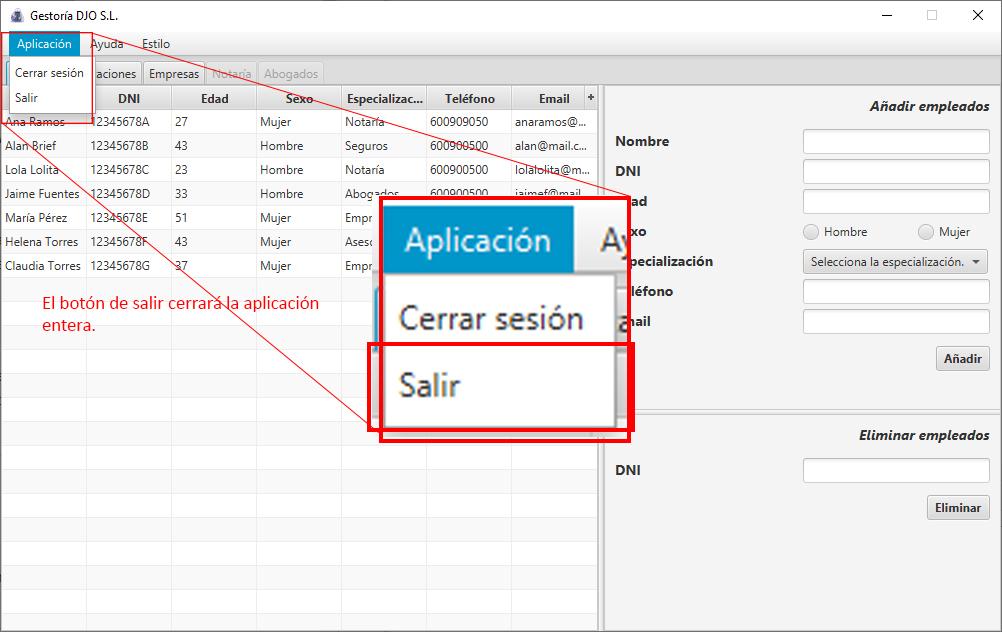 Gestoría DJO S.L.
Aplicación Ayuda Estilo
Cerrar sesión
Salir
aciones Empresas Notaría Abogados
DNI Edad Sexo Especializac... Teléfono Email +
Ana Ramos 12345678A 27 Mujer Notaría 600909050 anaramos@...
Alan Brief 12345678B 43 Hombre Seguros 600900500 alan@mail.c...
Lola Lolita 12345678C 23 Hombre Notaría 600900500 lolalolita@m...
Jaime Fuentes 12345678D 33 Hombre Abogados 600900500 jaimef@mail
María Pérez 12345678E 51 Mujer Empr
Helena Torres 12345678F 43 Mujer Aseso
Claudia Torres 12345678G 37 Mujer Empr
El botón de salir cerrará la aplicación
entera.
Aplicación Ay
Cerrar sesión
Salir
Añadir empleados
Nombre
DNI
ad
xo Hombre Mujer
pecialización Selecciona la especialización.
léfono
nail
Añadir
Eliminar empleados
DNI
Eliminar